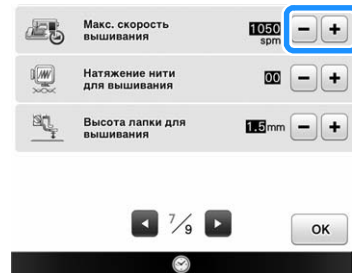 Макс. скорость
вышивания
1050
spm
− +
Натяжение нити
для вышивания
00
− +
Высота лапки для
вышивания
1.5mm
− +
7/9
OK